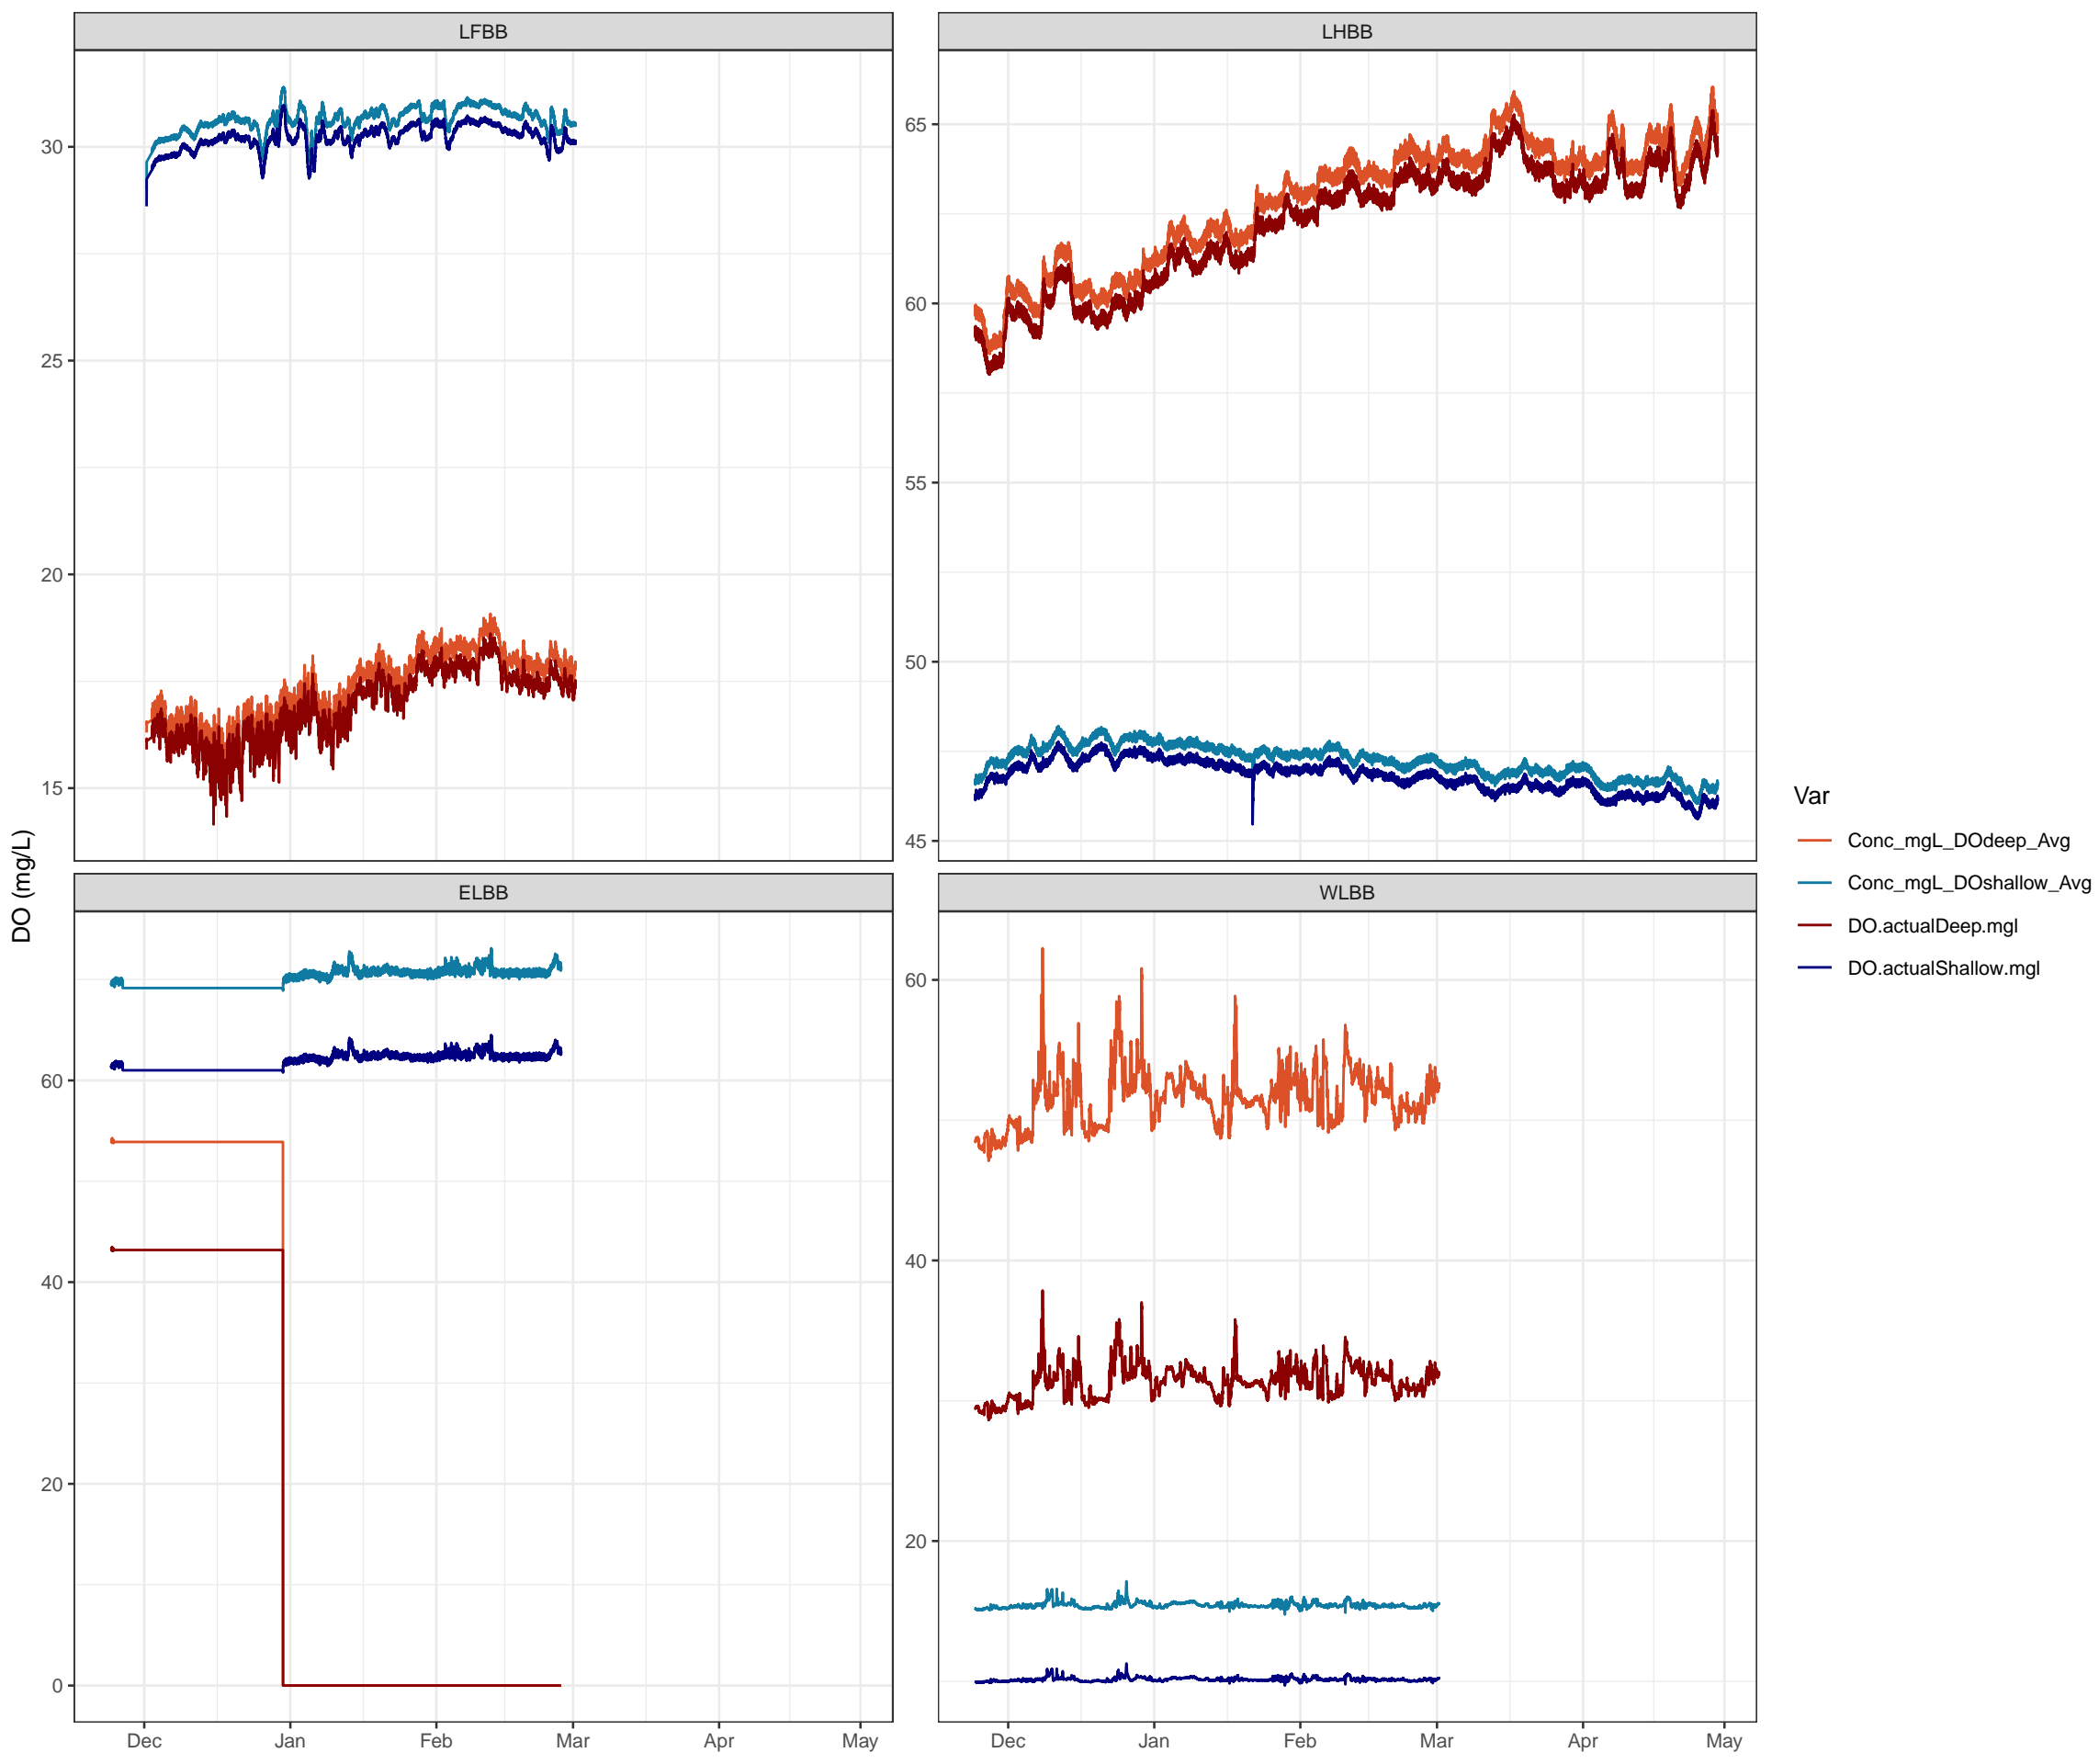 LFBB
LHBB
30
25
20
15
65
60
55
50
45
DO (mg/L)
ELBB
WLBB
60
40
20
0
60
40
20
Dec Jan Feb Mar Apr May
Dec Jan Feb Mar Apr May
Var
Conc_mgL_DOdeep_Avg
Conc_mgL_DOshallow_Avg
DO.actualDeep.mgl
DO.actualShallow.mgl